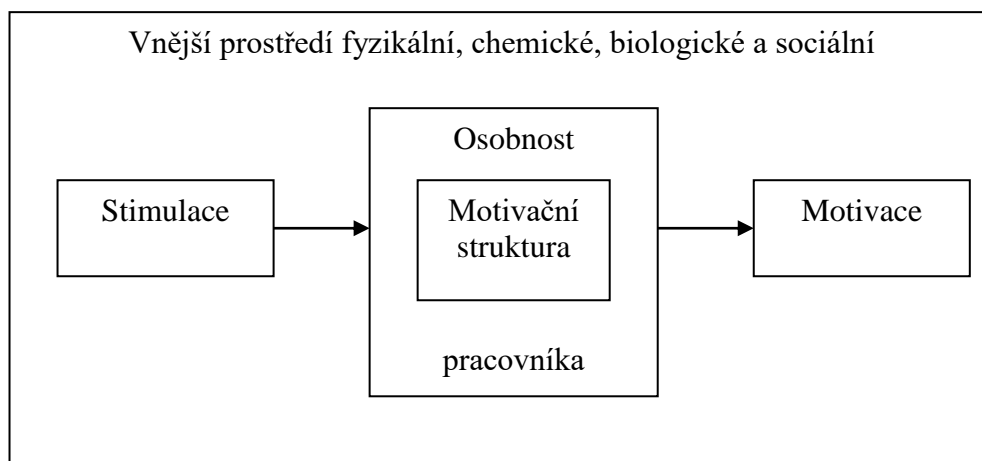 Vnější prostředí fyzikální, chemické, biologické a sociální
Stimulace
Osobnost
Motivační
struktura
pracovníka
Motivace